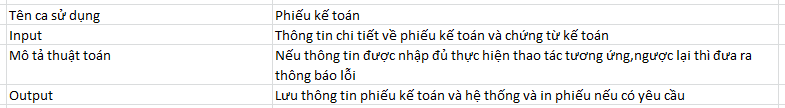 Tên ca sử dụng Phiếu kế toán
Input Thông tin chi tiết về phiếu kế toán và chứng từ kế toán
Mô tả thuật toán Nếu thông tin được nhập đủ thực hiện thao tác tương ứng,ngược lại thì đưa ra
thông báo lỗi
Output Lưu thông tin phiếu kế toán và hệ thống và in phiếu nếu có yêu cầu